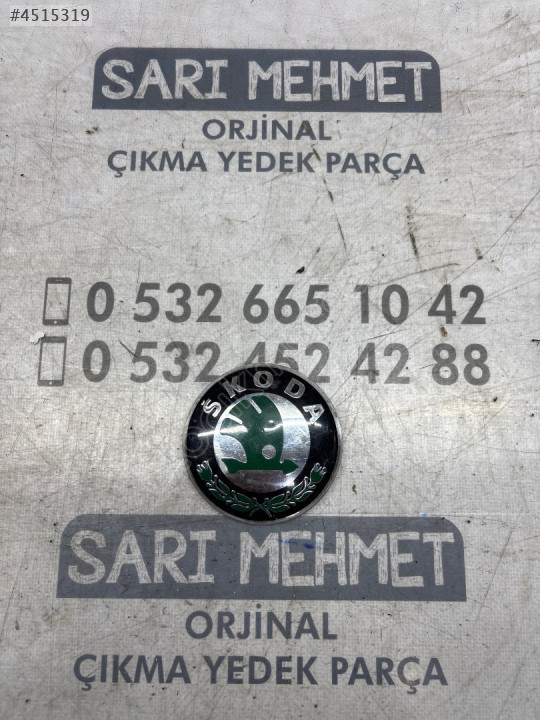 #4515319
SARI MEHMET
ORJİNAL
ÇIKMA YEDEK PARÇA
0 532 665 10 42
0 532 452 42 88
ŠKODA
SARI MEHMET
ORJİNAL
ÇIKMA YEDEK PARÇA